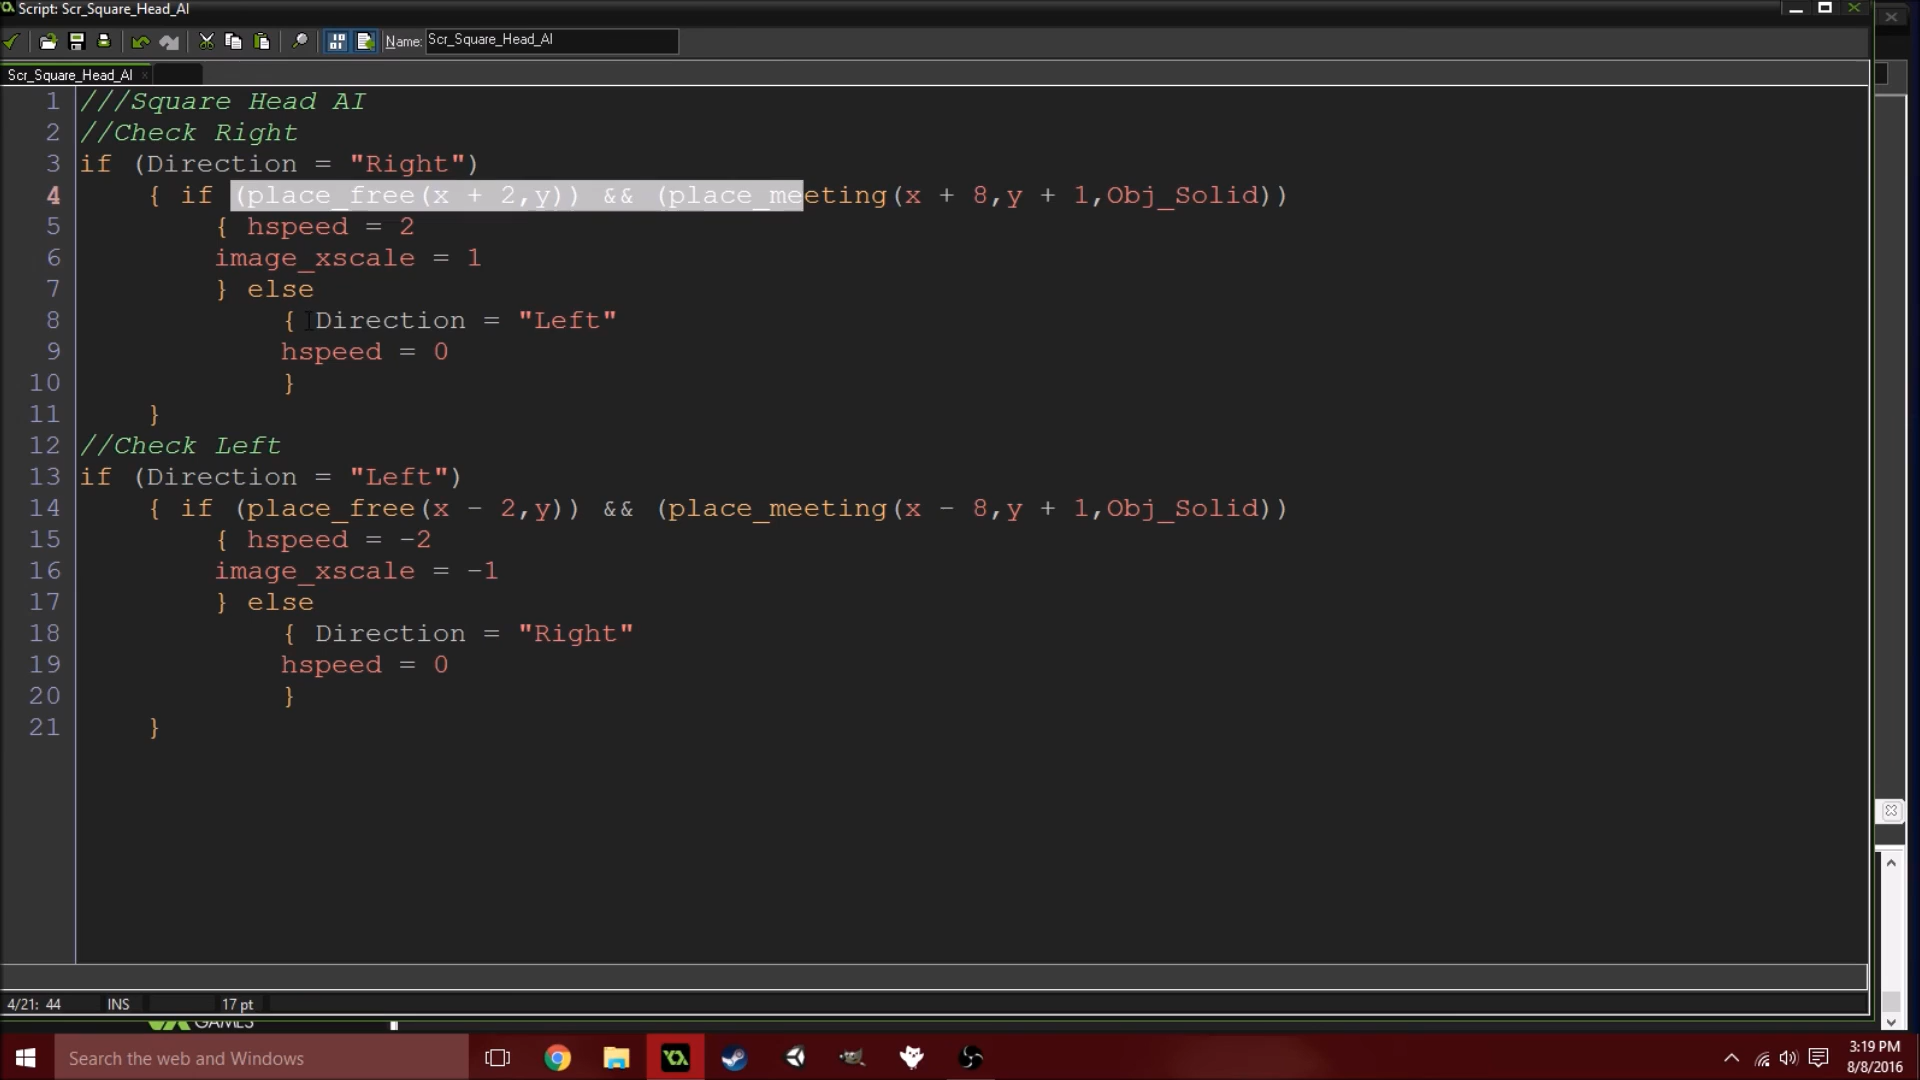 Script: Scr_Square_Head_AI
Name: Scr_Square_Head_AI
Scr_Square_Head_AI
1 ///Square Head AI
2 //Check Right
3 if (Direction = "Right")
4 { if (place_free(x + 2,y)) && (place_meeting(x + 8,y + 1,Obj_Solid))
5 { hspeed = 2
6 image_xscale = 1
7 } else
8 { Direction = "Left"
9 hspeed = 0
10 }
11 }
12 //Check Left
13 if (Direction = "Left")
14 { if (place_free(x - 2,y)) && (place_meeting(x - 8,y + 1,Obj_Solid))
15 { hspeed = -2
16 image_xscale = -1
17 } else
18 { Direction = "Right"
19 hspeed = 0
20 }
21 }
4/21: 44 INS 17 pt
GAMES
Search the web and Windows
3:19 PM
8/8/2016